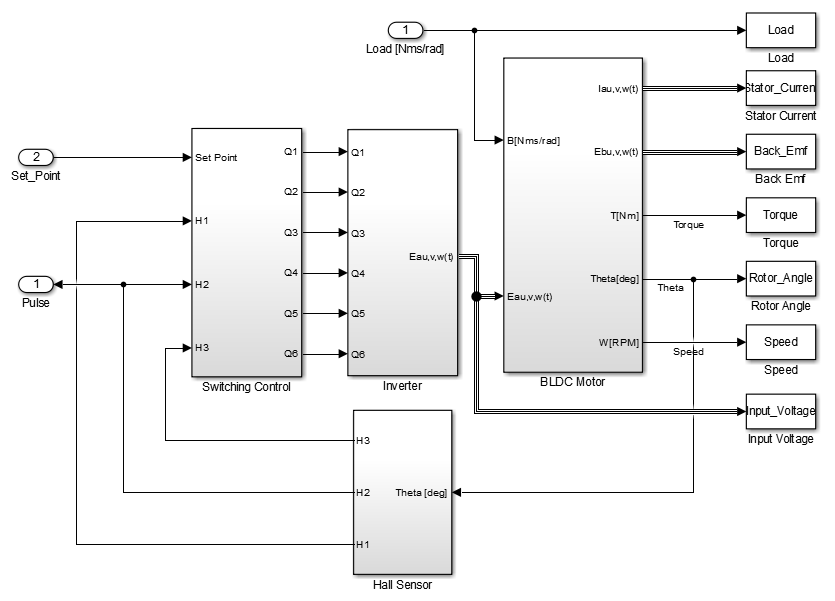 1
Load [Nms/rad]
Load
Load
Stator_Curren
Stator Current
Back_Emf
Back Emf
Torque
Torque
Rotor_Angle
Rotor Angle
Speed
Speed
Input_Voltage
Input Voltage
2
Set_Point
1
Pulse
Set Point
H1
H2
H3
Q1
Q2
Q3
Q4
Q5
Q6
Switching Control
Q1
Q2
Q3
Q4
Q5
Q6
Eau,v,w(t)
Inverter
B[Nms/rad]
Eau,v,w(t)
Iau,v,w(t)
Ebu,v,w(t)
T[Nm]
Theta[deg]
W[RPM]
BLDC Motor
Torque
Theta
Speed
H3
H2
H1
Theta [deg]
Hall Sensor